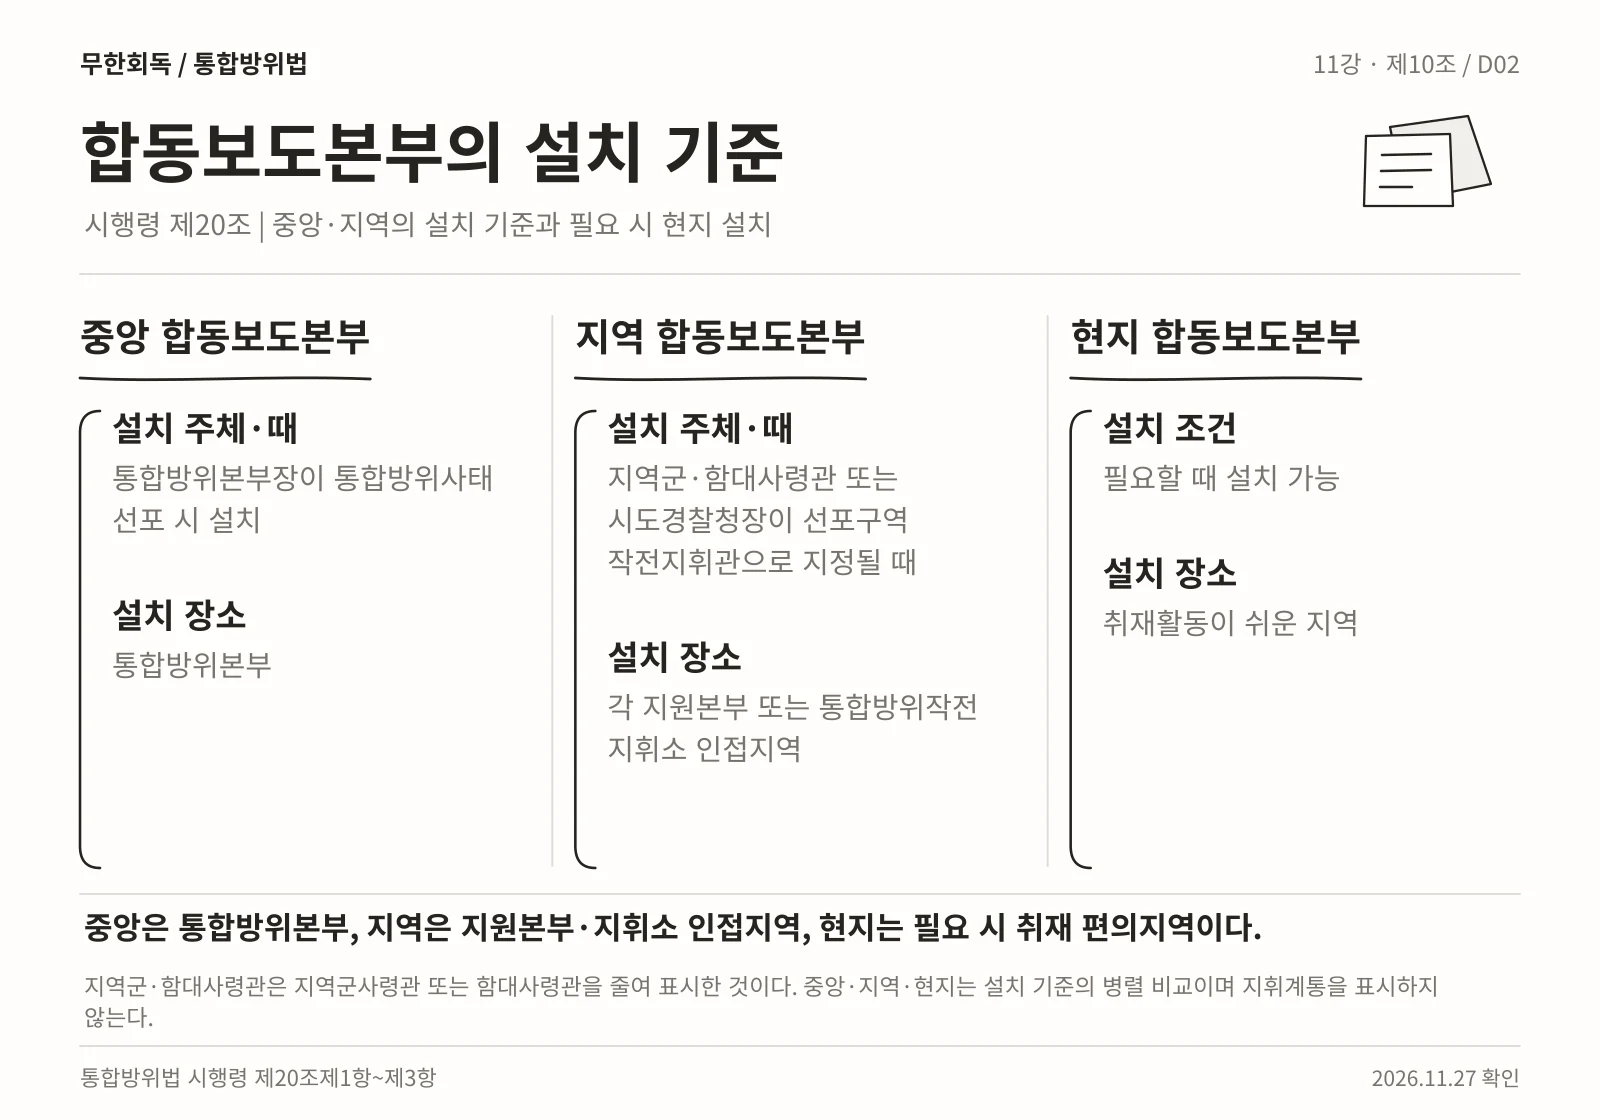 무한회독 / 통합방위법
11강 · 제10조 / D02
합동보도본부의 설치 기준
시행령 제20조 | 중앙·지역의 설치 기준과 필요 시 현지 설치
중앙 합동보도본부
설치 주체·때
통합방위본부장이 통합방위사태
선포 시 설치
설치 장소
통합방위본부
지역 합동보도본부
설치 주체·때
지역군·함대사령관 또는
시도경찰청장이 선포구역
작전지휘관으로 지정될 때
설치 장소
각 지원본부 또는 통합방위작전
지휘소 인접지역
현지 합동보도본부
설치 조건
필요할 때 설치 가능
설치 장소
취재활동이 쉬운 지역
중앙은 통합방위본부, 지역은 지원본부·지휘소 인접지역, 현지는 필요 시 취재 편의지역이다.
지역군·함대사령관은 지역군사령관 또는 함대사령관을 줄여 표시한 것이다. 중앙·지역·현지는 설치 기준의 병렬 비교이며 지휘계통을 표시하지
않는다.
통합방위법 시행령 제20조제1항~제3항
2026.11.27 확인